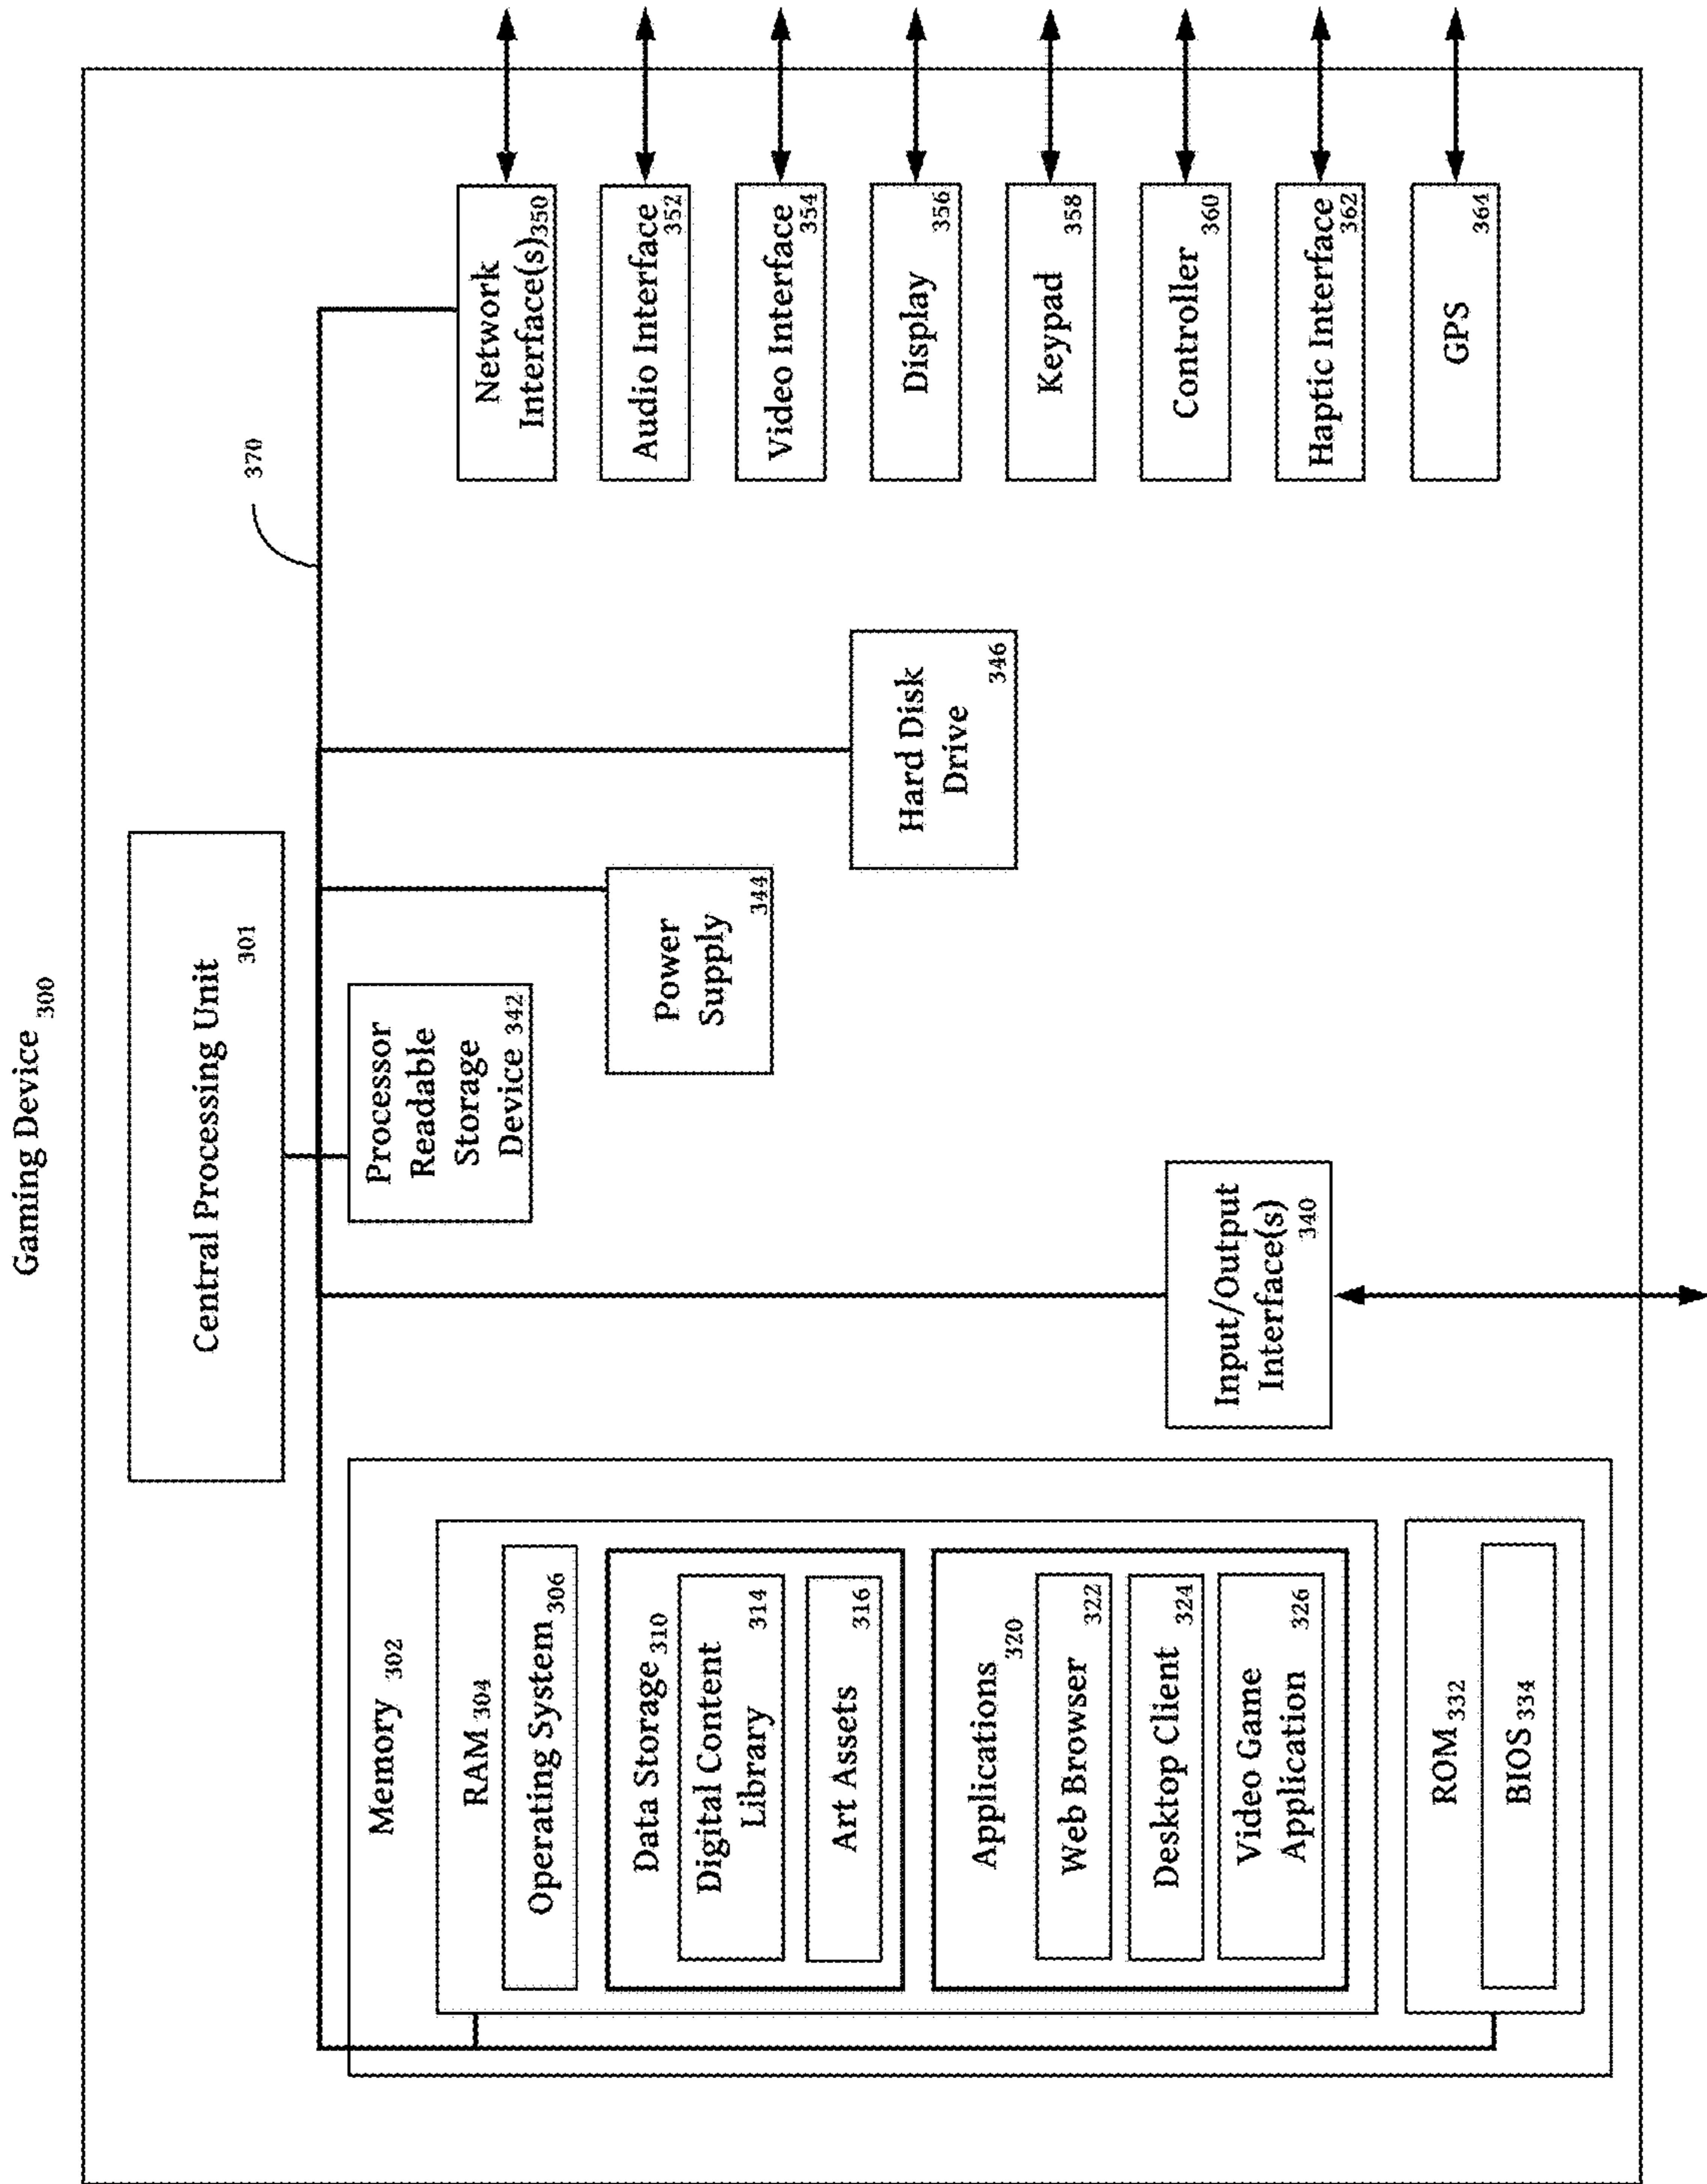 Gaming Device 300
Central Processing Unit
301
370
Memory 302
RAM 304
Operating System 306
Data Storage 310
Digital Content
Library
314
Art Assets
316
Applications
320
Web Browser
322
Desktop Client
324
Video Game
Application
326
ROM 332
BIOS 334
Input/Output
Interface(s)
340
Processor
Readable
Storage
Device 342
Power
Supply
344
Hard Disk
Drive
346
Network
Interface(s) 350
Audio Interface
352
Video Interface
354
Display
356
Keypad
358
Controller
360
Haptic Interface
362
GPS
364